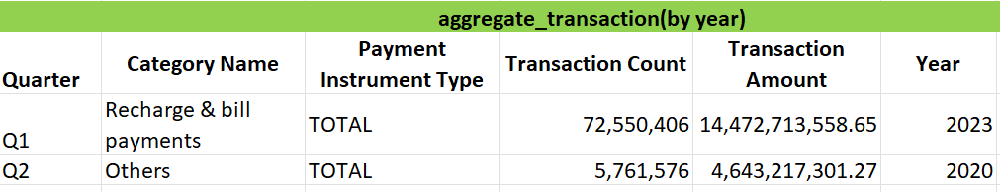 aggregate_transaction(by year)
Quarter Category Name Payment Instrument Type Transaction Count Transaction Amount Year
Q1 Recharge & bill payments TOTAL 72,550,406 14,472,713,558.65 2023
Q2 Others TOTAL 5,761,576 4,643,217,301.27 2020